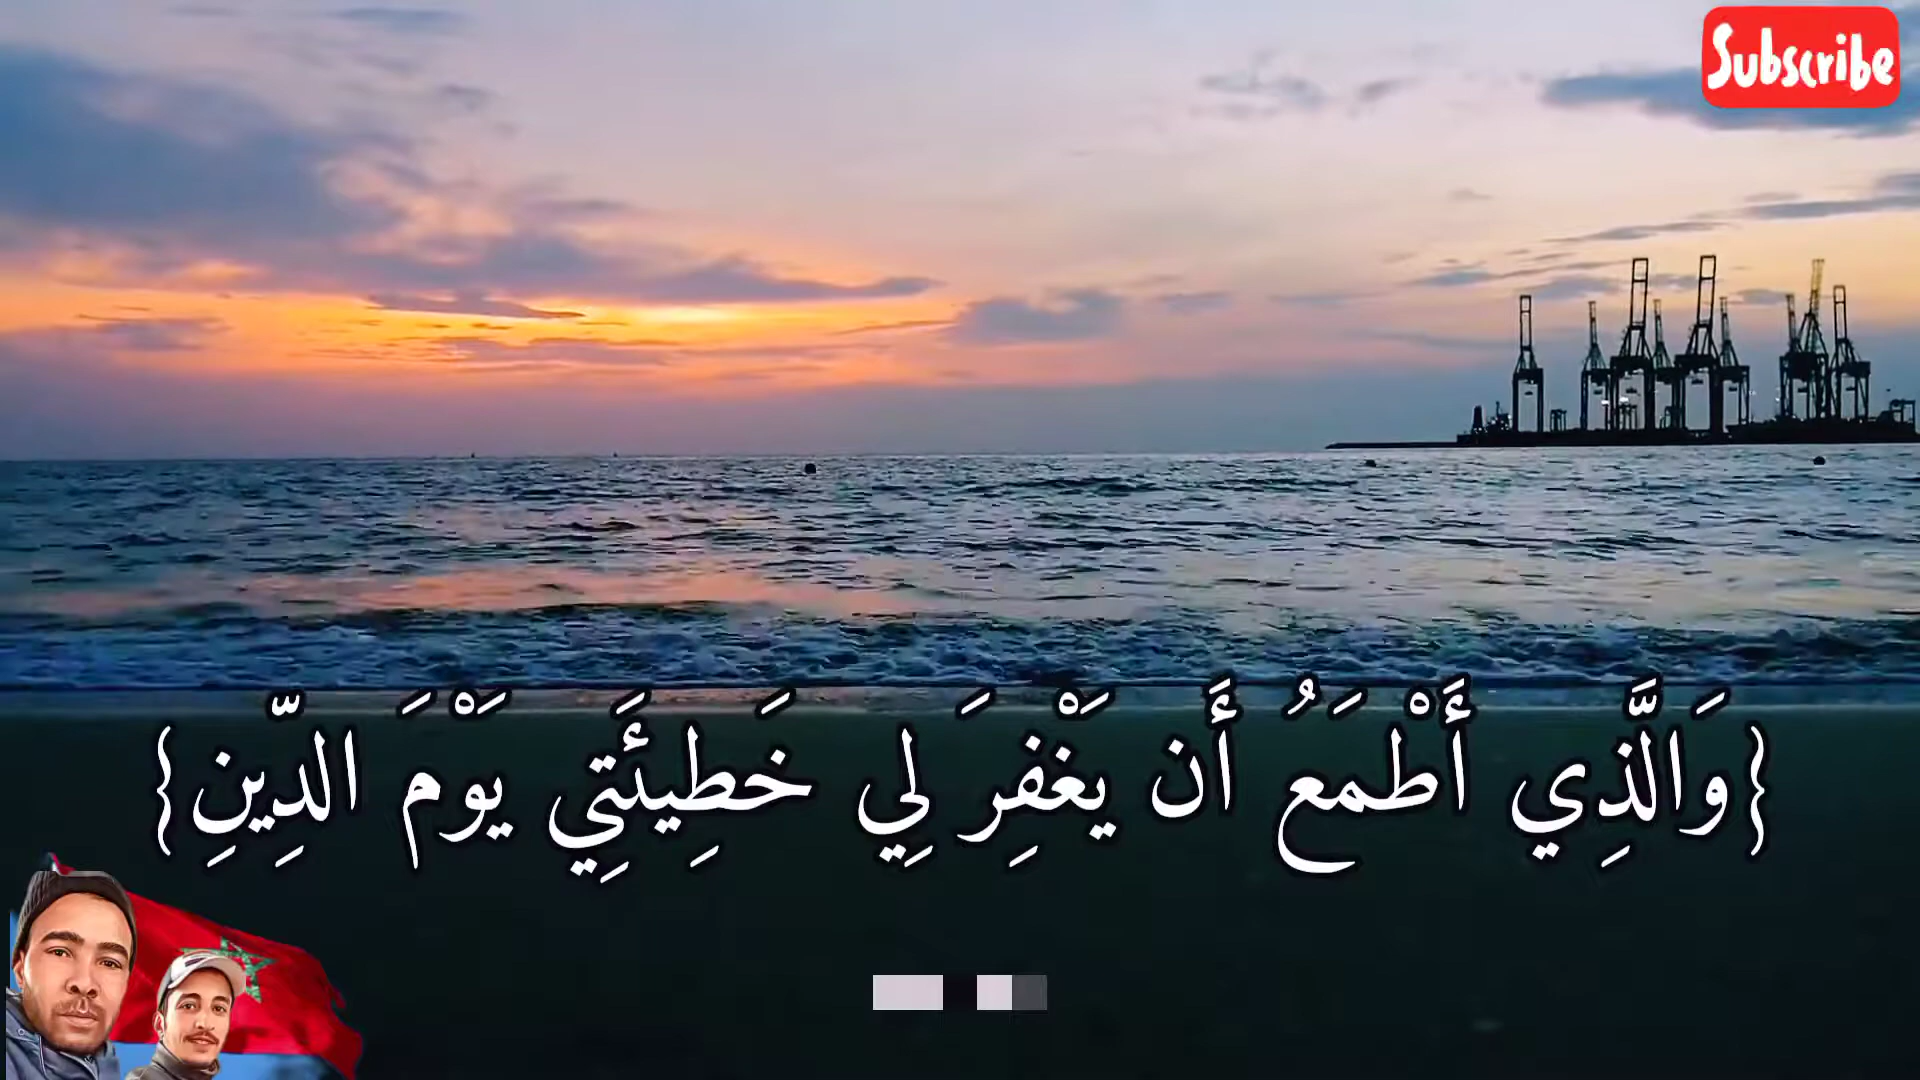 Subscribe
{وَالَّذِي أَطْمَعُ أَن يَغْفِرَ لِي خَطِيئَتِي يَوْمَ الدِّينِ}